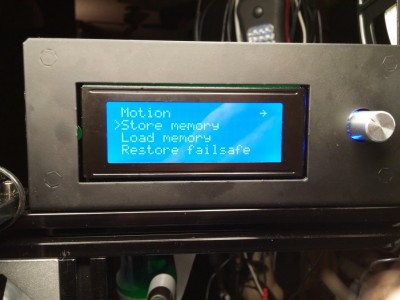 Motion →
>Store memory
Load memory
Restore failsafe